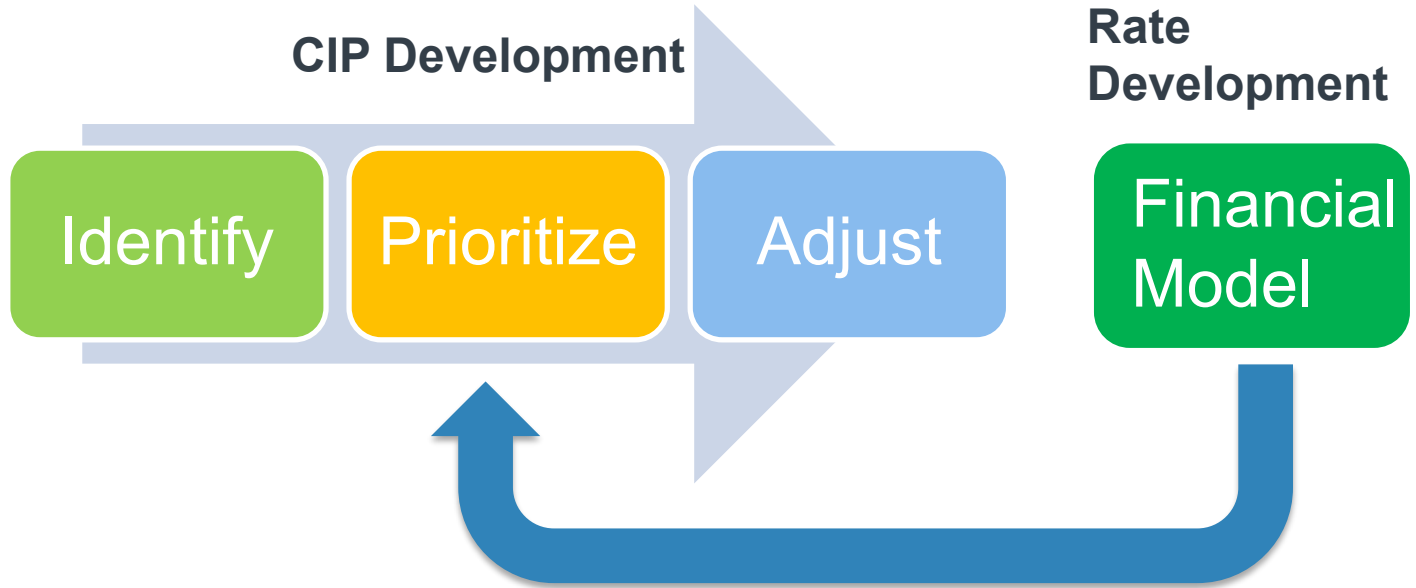 CIP Development
Rate
Development
Identify
Prioritize
Adjust
Financial
Model